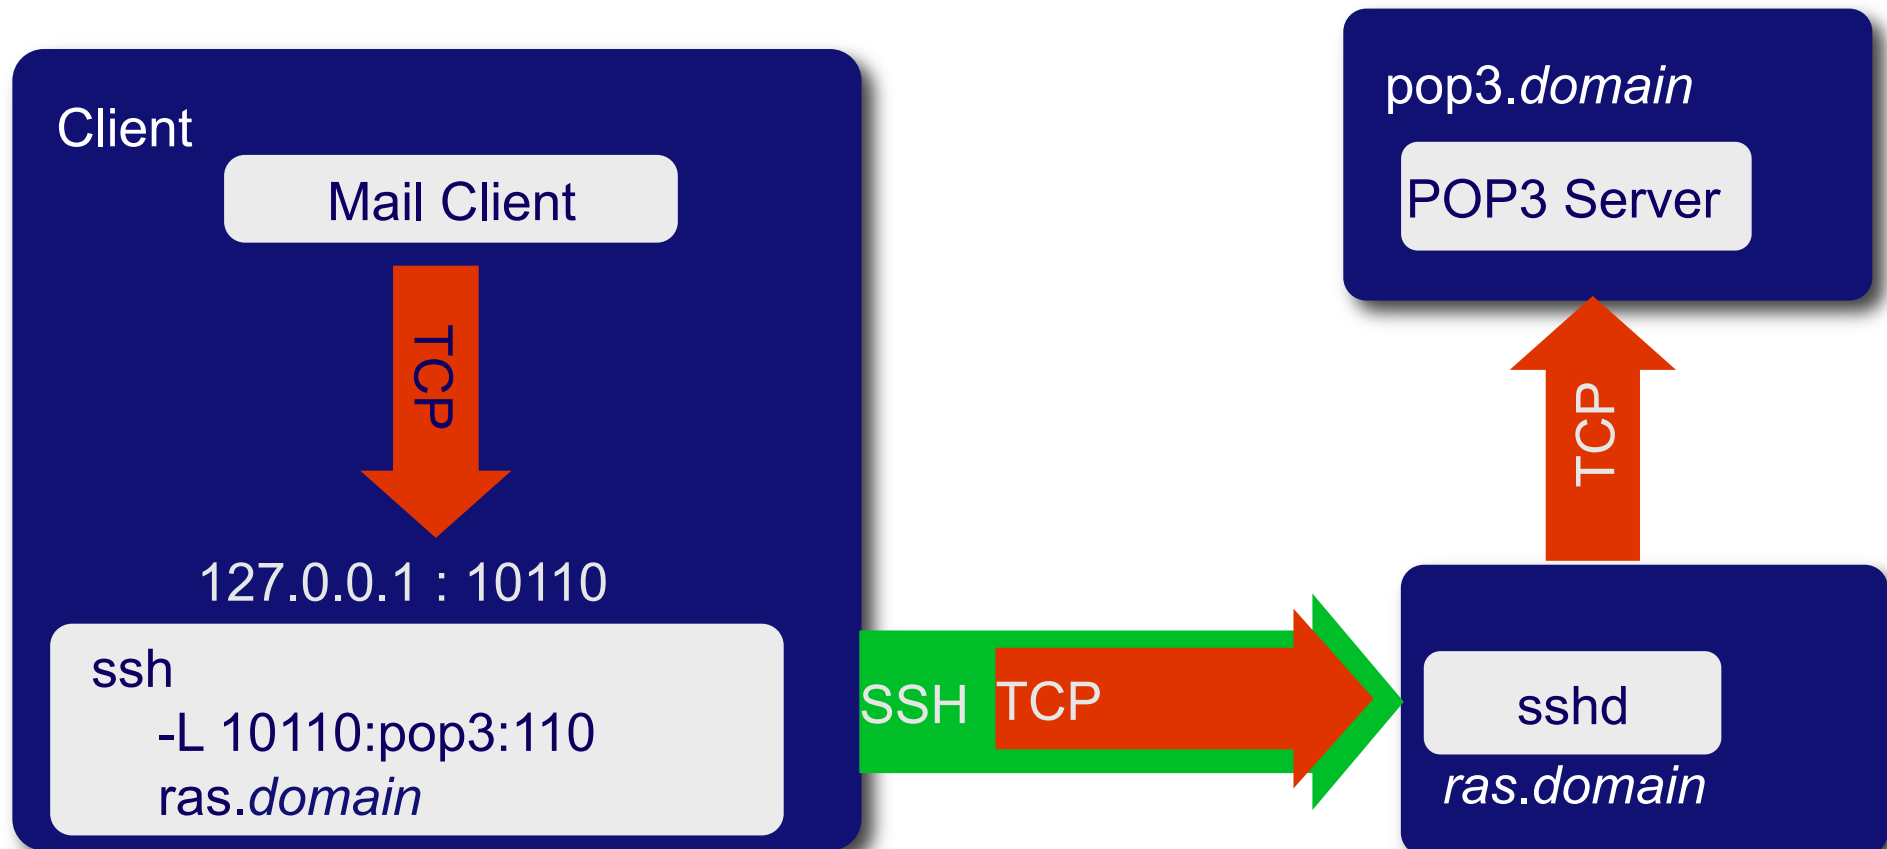 Client
Mail Client
TCP
127.0.0.1 : 10110
ssh
-L 10110:pop3:110
ras.domain
SSH TCP
pop3.domain
POP3 Server
TCP
sshd
ras.domain